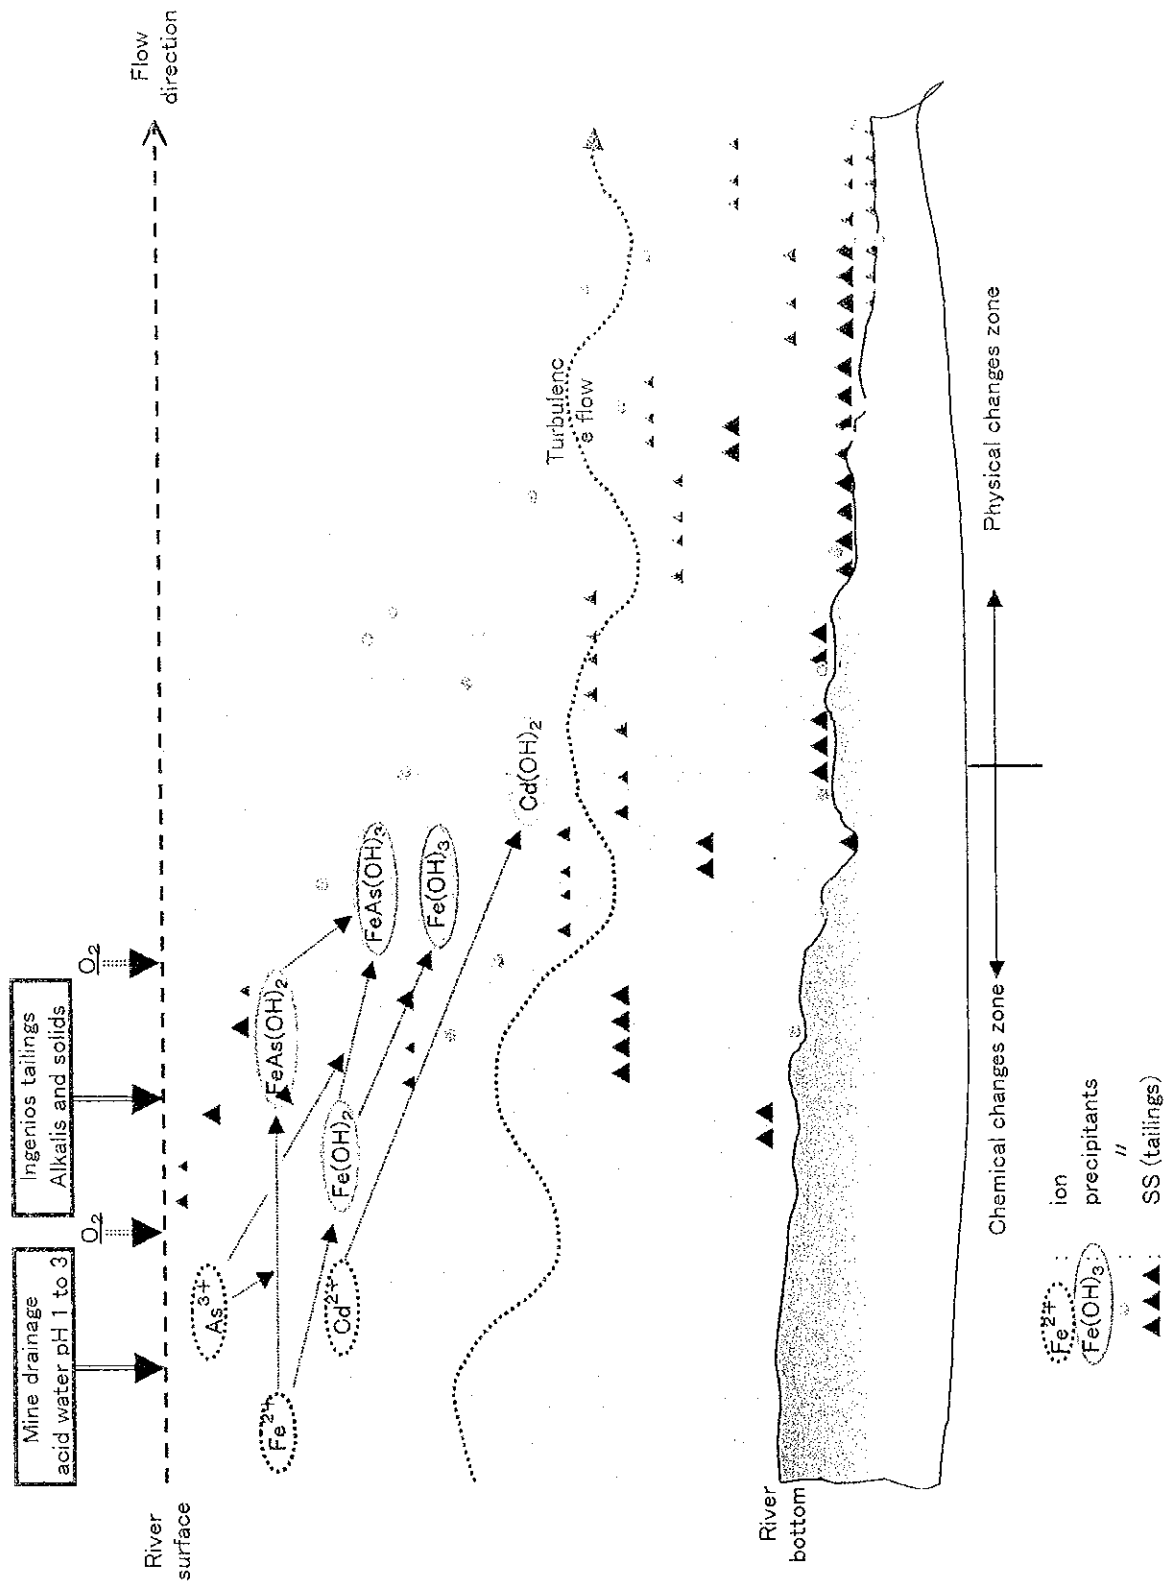 Mine drainage
acid water pH 1 to 3
Ingenios tailings
Alkalis and solids
O₂
O₂
River
surface
Flow
direction
As³⁺
Fe²⁺
FeAs(OH)₂
Fe(OH)₂
Cd²⁺
FeAs(OH)₃
Fe(OH)₃
Cd(OH)₂
Turbulenc
e flow
River
bottom
Chemical changes zone
Physical changes zone
Fe²⁺ : ion
Fe(OH)₃ : precipitants
: 〃
: SS (tailings)